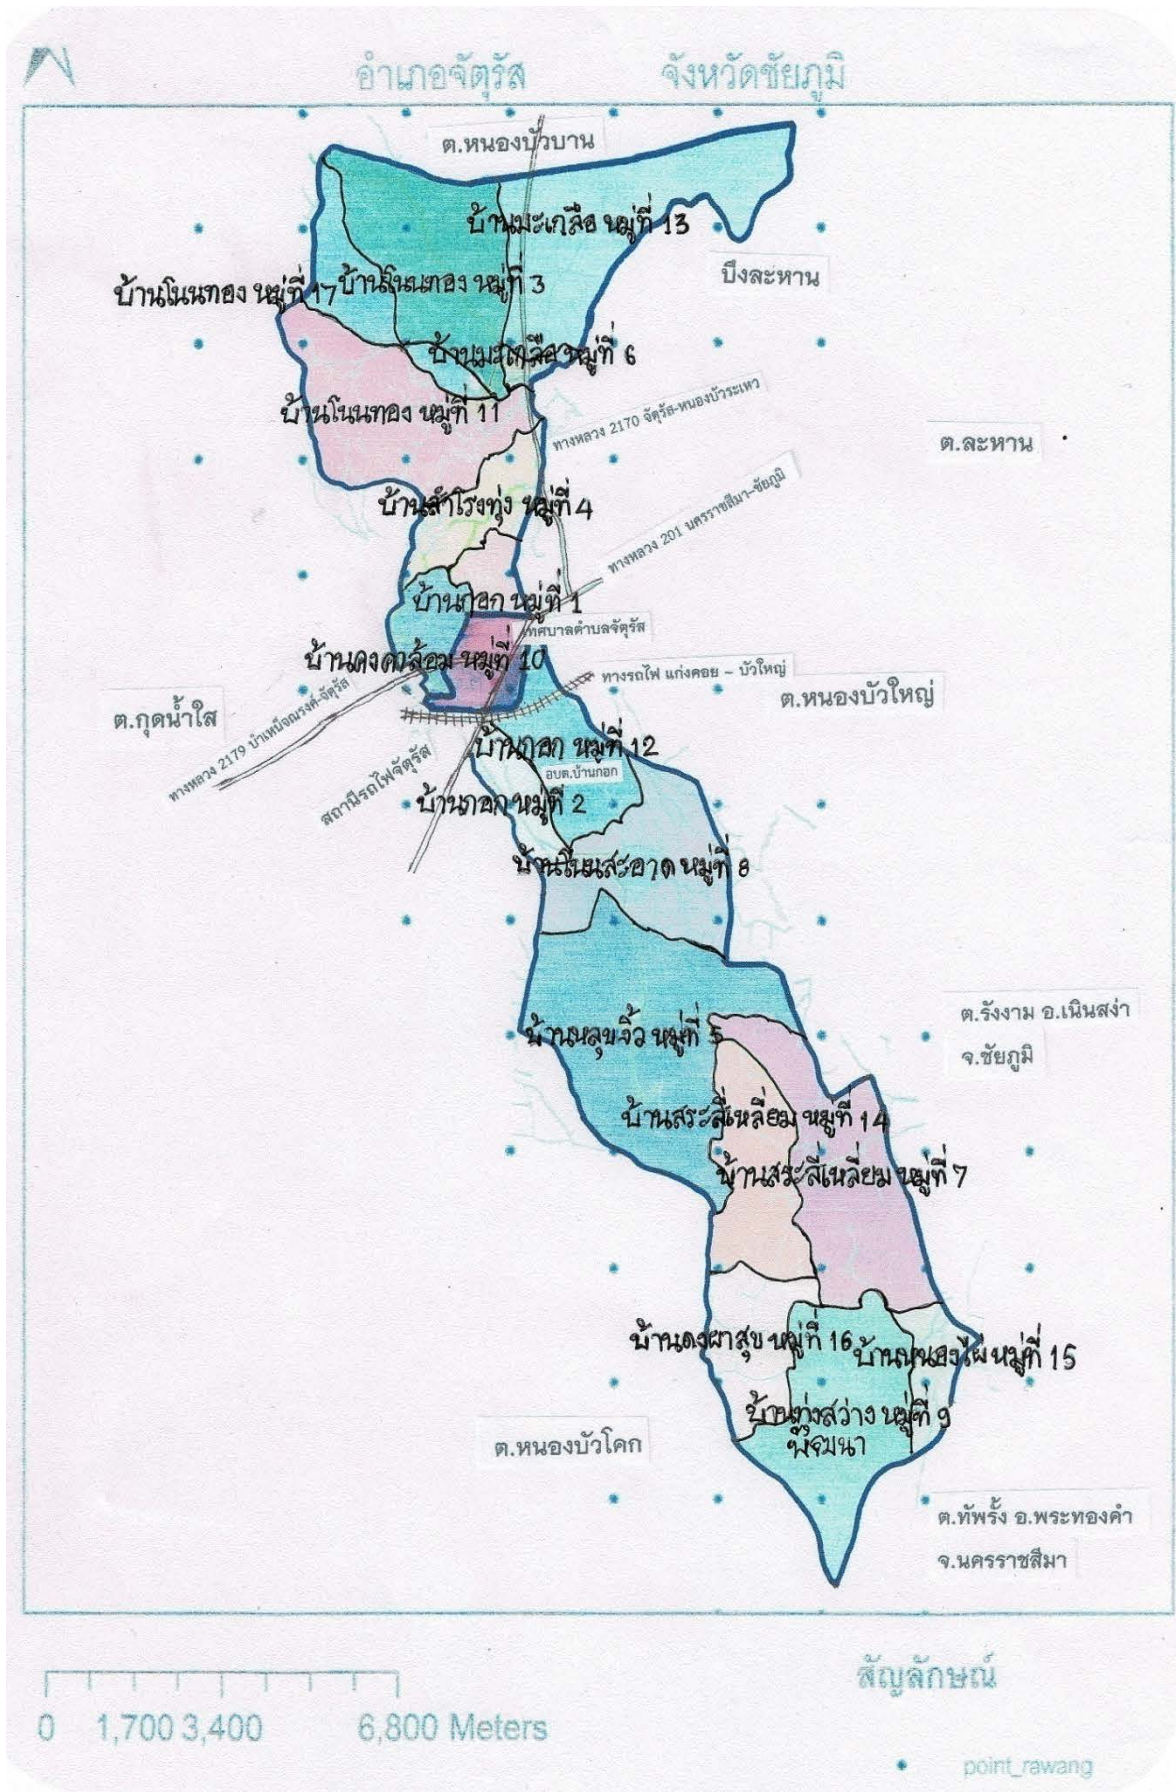 อำเภอจัตุรัส จังหวัดชัยภูมิ
ต.หนองบัวบาน
บ้านมะเกลือ หมู่ที่ 13
บึงละหาน
บ้านโนนทอง หมู่ที่ 17
บ้านโนนทอง หมู่ที่ 3
บ้านมะเกลือ หมู่ที่ 6
บ้านโนนทอง หมู่ที่ 11
ทางหลวง 2170 จัตุรัส-หนองบัวระเหว
ต.ละหาน
บ้านสำโรงทุ่ง หมู่ที่ 4
ทางหลวง 201 นครราชสีมา-ชัยภูมิ
บ้านกอก หมู่ที่ 1
เทศบาลตำบลจัตุรัส
บ้านคงคาล้อม หมู่ที่ 10
ทางรถไฟ แก่งคอย - บัวใหญ่
ต.หนองบัวใหญ่
ต.กุดน้ำใส
ทางหลวง 2179 บำเหน็จณรงค์-จัตุรัส
สถานีรถไฟจัตุรัส
บ้านกอก หมู่ที่ 12
อบต.บ้านกอก
บ้านกอก หมู่ที่ 2
บ้านโนนสะอาด หมู่ที่ 8
ต.รังงาม อ.เนินสง่า
จ.ชัยภูมิ
บ้านหลุบงิ้ว หมู่ที่ 5
บ้านสระสี่เหลี่ยม หมู่ที่ 14
บ้านสระสี่เหลี่ยม หมู่ที่ 7
บ้านดงผาสุข หมู่ที่ 16
บ้านหนองไผ่ หมู่ที่ 15
บ้านทุ่งสว่าง หมู่ที่ 9
พัฒนา
ต.หนองบัวโคก
ต.ทัพรั้ง อ.พระทองคำ
จ.นครราชสีมา
สัญลักษณ์
0 1,700 3,400 6,800 Meters
point_rawang